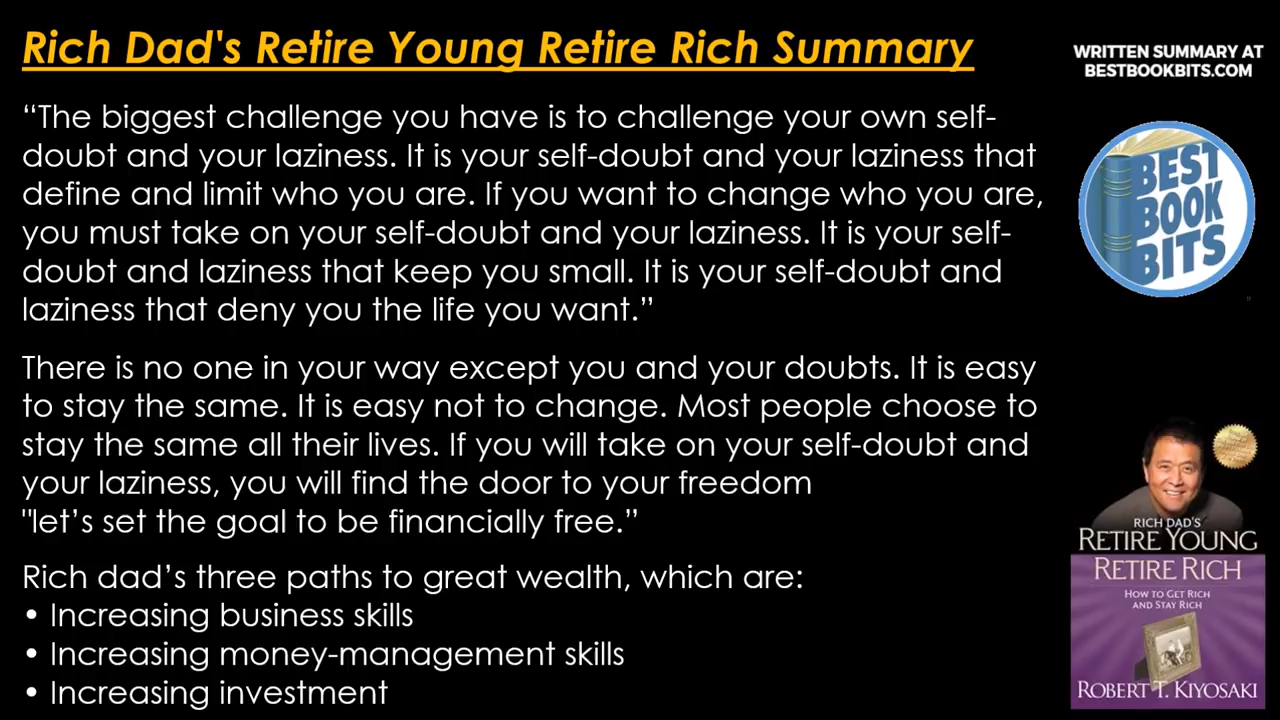 Rich Dad's Retire Young Retire Rich Summary
WRITTEN SUMMARY AT
BESTBOOKBITS.COM
“The biggest challenge you have is to challenge your own self-
doubt and your laziness. It is your self-doubt and your laziness that
define and limit who you are. If you want to change who you are,
you must take on your self-doubt and your laziness. It is your self-
doubt and laziness that keep you small. It is your self-doubt and
laziness that deny you the life you want.”
There is no one in your way except you and your doubts. It is easy
to stay the same. It is easy not to change. Most people choose to
stay the same all their lives. If you will take on your self-doubt and
your laziness, you will find the door to your freedom
"let’s set the goal to be financially free.”
Rich dad’s three paths to great wealth, which are:
• Increasing business skills
• Increasing money-management skills
• Increasing investment
BEST
BOOK
BITS
RICH DAD'S
RETIRE YOUNG
RETIRE RICH
HOW TO GET RICH
AND STAY RICH
ROBERT T. KIYOSAKI